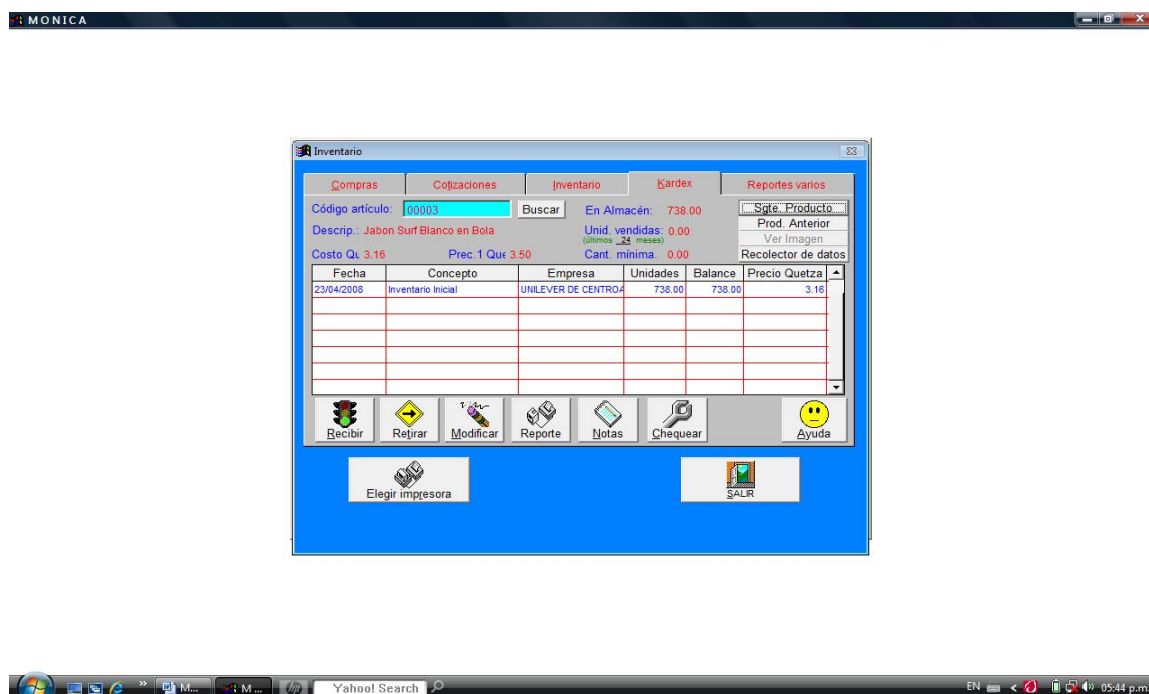 MONICA
Inventario
Compras Cotizaciones Inventario Kardex Reportes varios
Código artículo: 00003 Buscar En Almacén: 738.00 Sgte. Producto
Descrip.: Jabon Surf Blanco en Bola Unid. vendidas: 0.00 Prod. Anterior
(últimos 24 meses) Ver Imagen
Costo Qu 3.16 Prec.1 Que 3.50 Cant. mínima. 0.00 Recolector de datos
Fecha Concepto Empresa Unidades Balance Precio Quetza
23/04/2008 Inventario Inicial UNILEVER DE CENTROA 738.00 738.00 3.16
Recibir Retirar Modificar Reporte Notas Chequear Ayuda
Elegir impresora SALIR
M... M... hp Yahoo! Search EN 05:44 p.m.